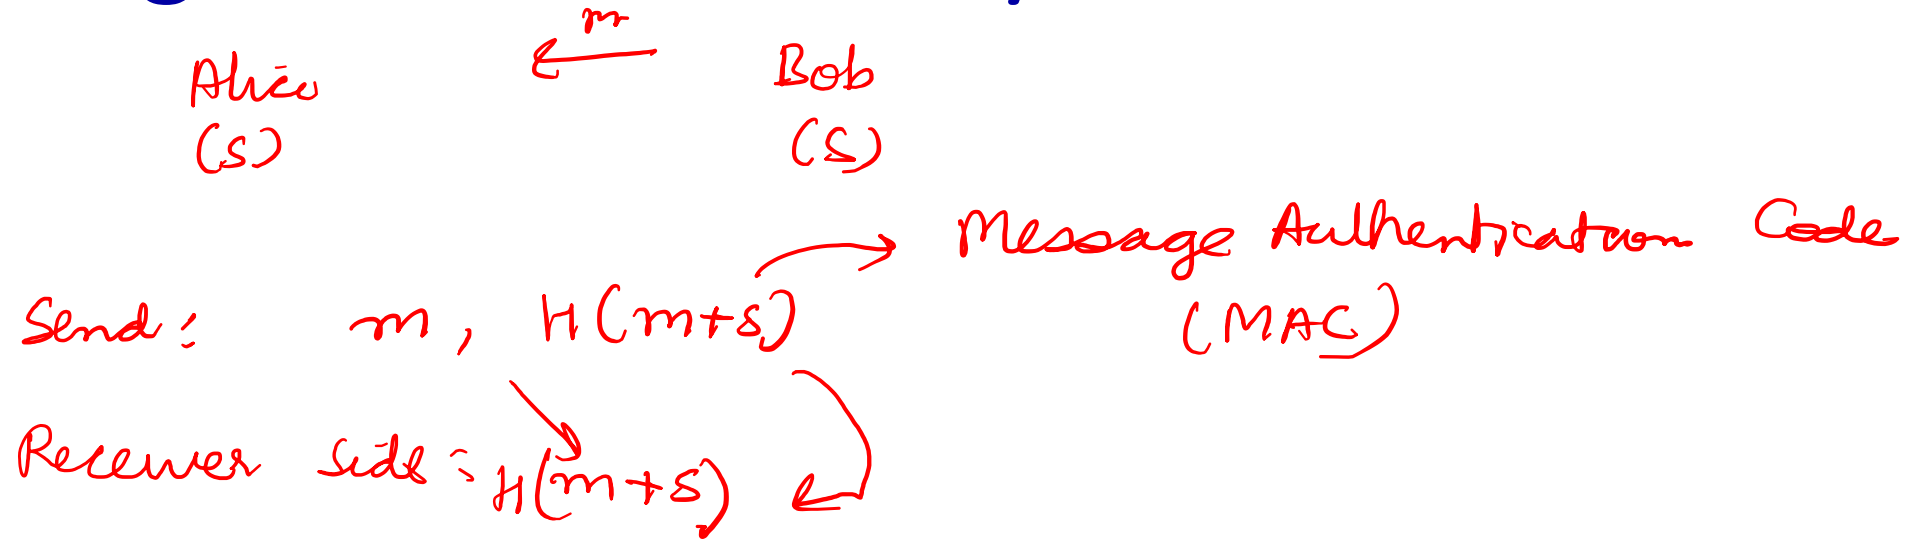 m
Alice Bob
(s) (s)
Message Authentication Code
Send: m, H(m+s) (MAC)
Receiver side: H(m+s)